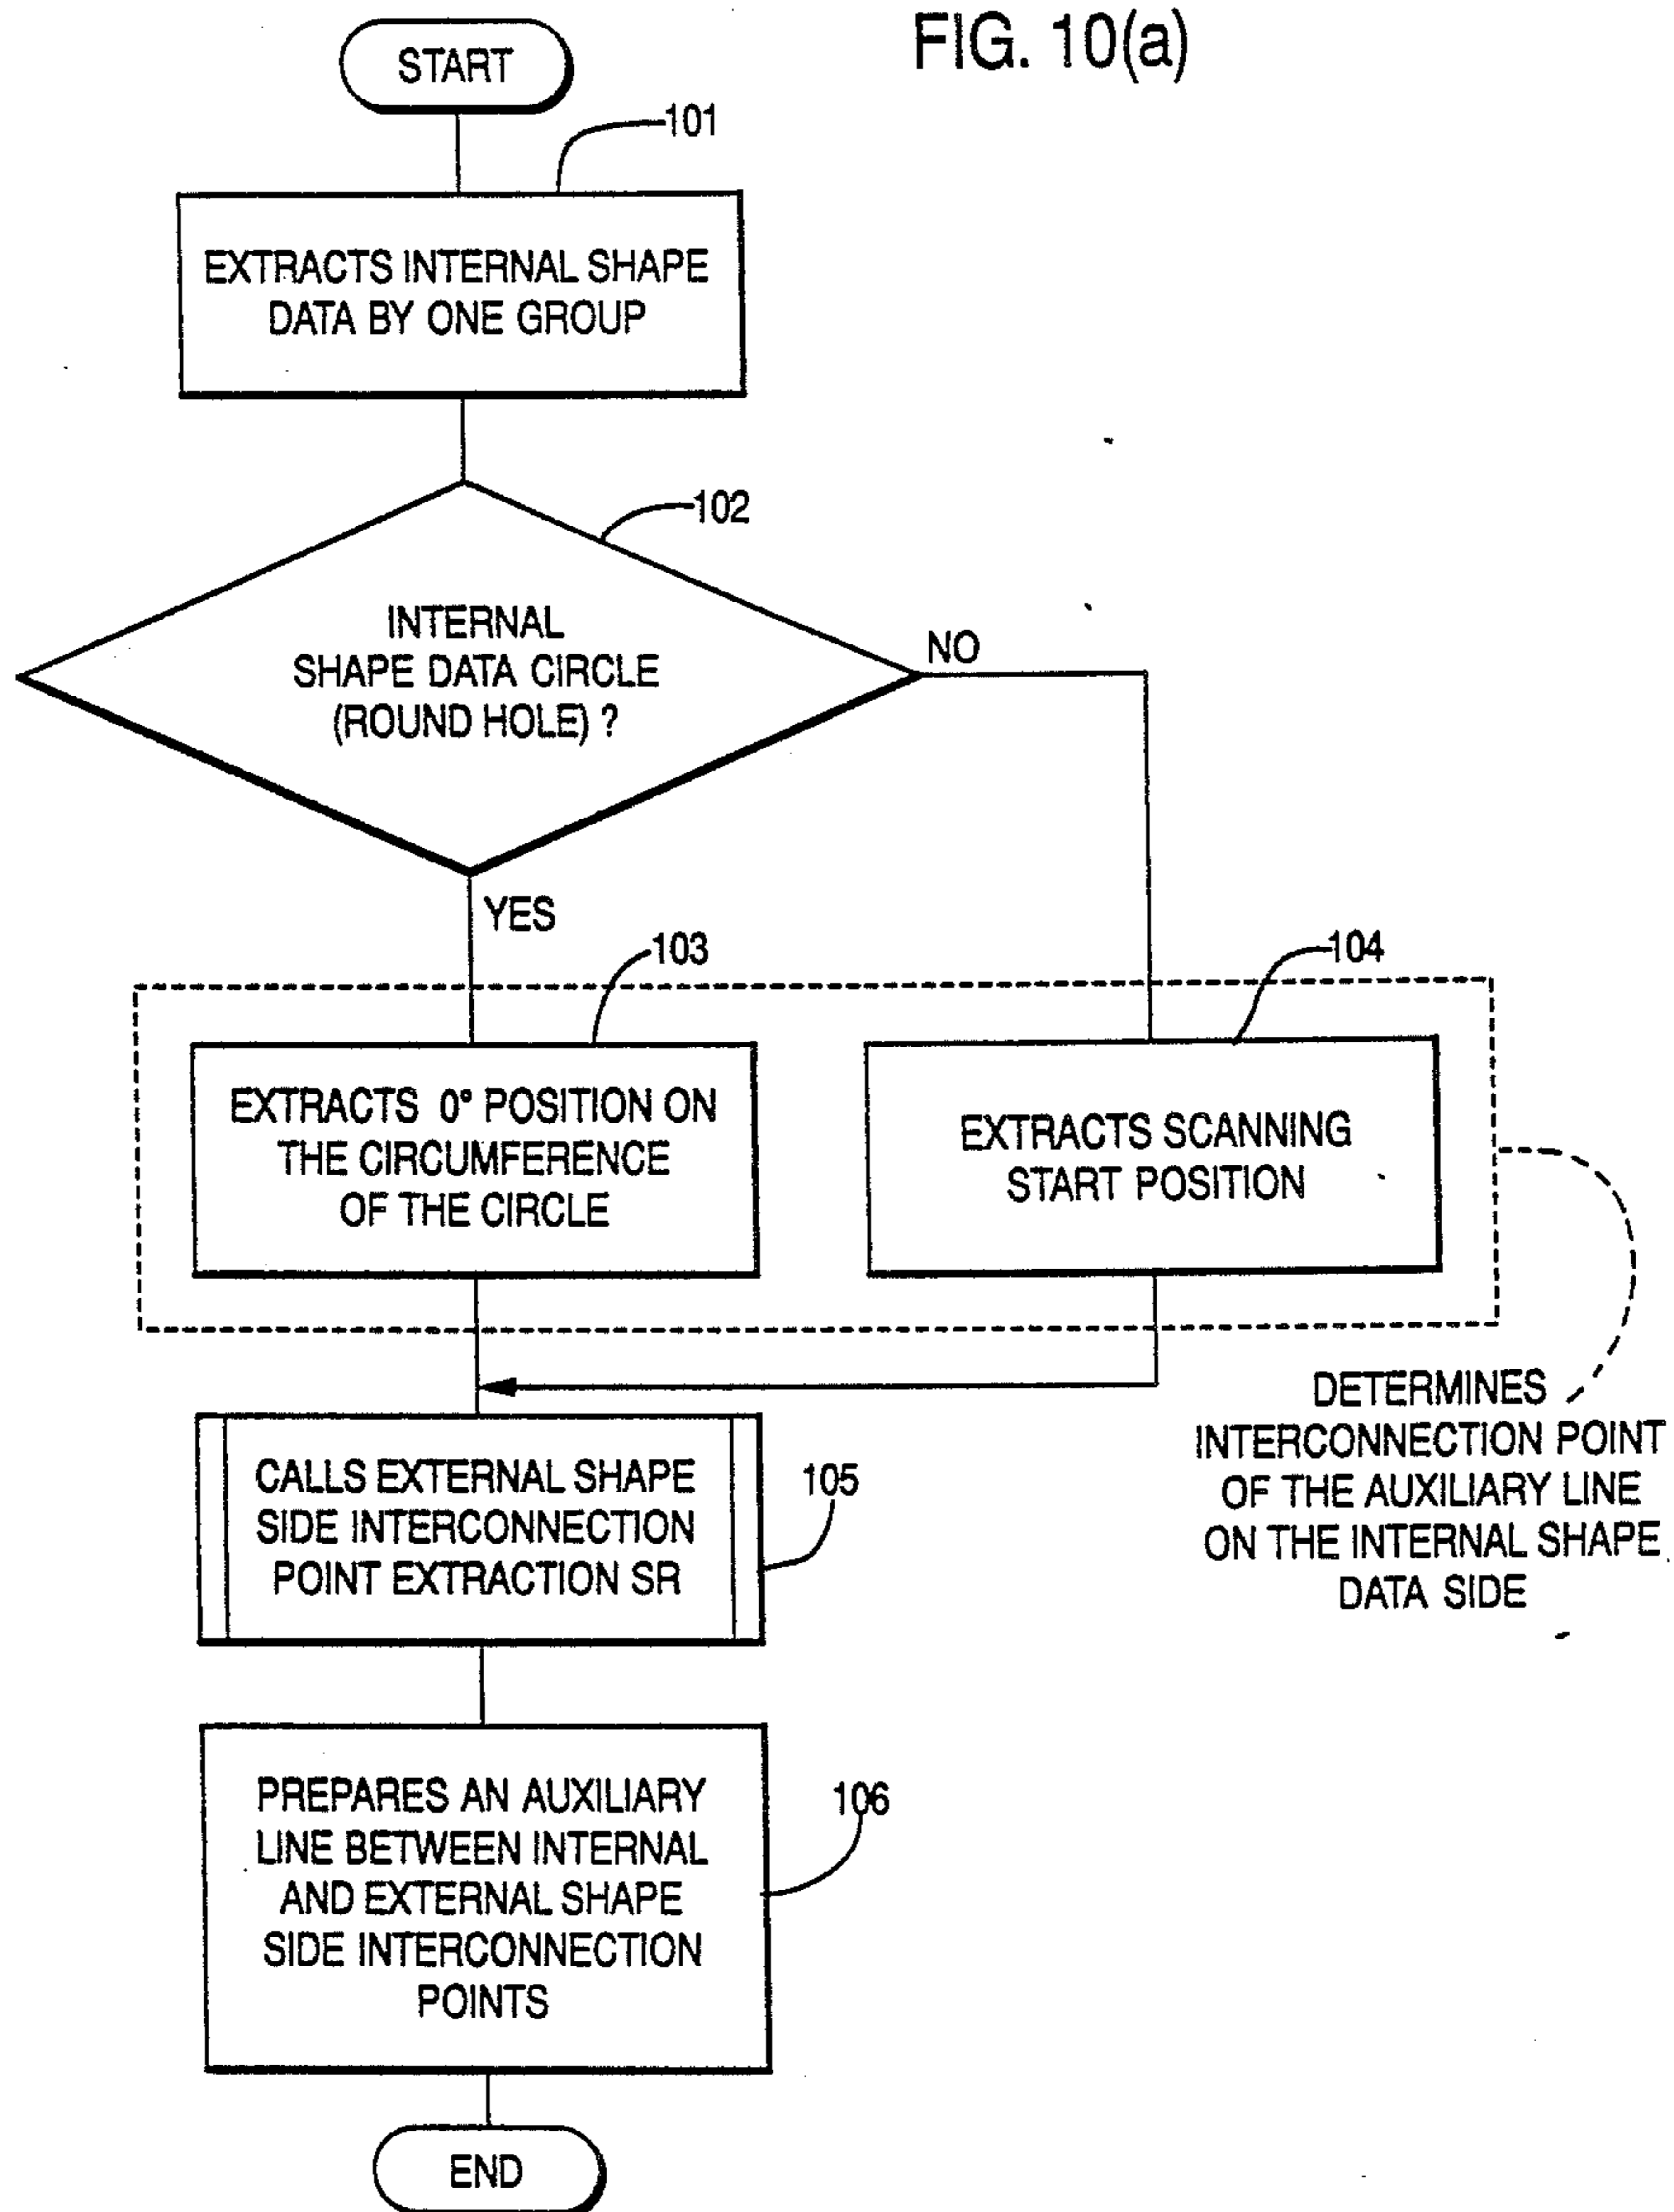 FIG. 10(a)
START
101
EXTRACTS INTERNAL SHAPE
DATA BY ONE GROUP
102
INTERNAL
SHAPE DATA CIRCLE
(ROUND HOLE) ?
NO
YES
103
104
EXTRACTS 0° POSITION ON
THE CIRCUMFERENCE
OF THE CIRCLE
EXTRACTS SCANNING
START POSITION
DETERMINES
INTERCONNECTION POINT
OF THE AUXILIARY LINE
ON THE INTERNAL SHAPE
DATA SIDE
CALLS EXTERNAL SHAPE
SIDE INTERCONNECTION
POINT EXTRACTION SR
105
PREPARES AN AUXILIARY
LINE BETWEEN INTERNAL
AND EXTERNAL SHAPE
SIDE INTERCONNECTION
POINTS
106
END